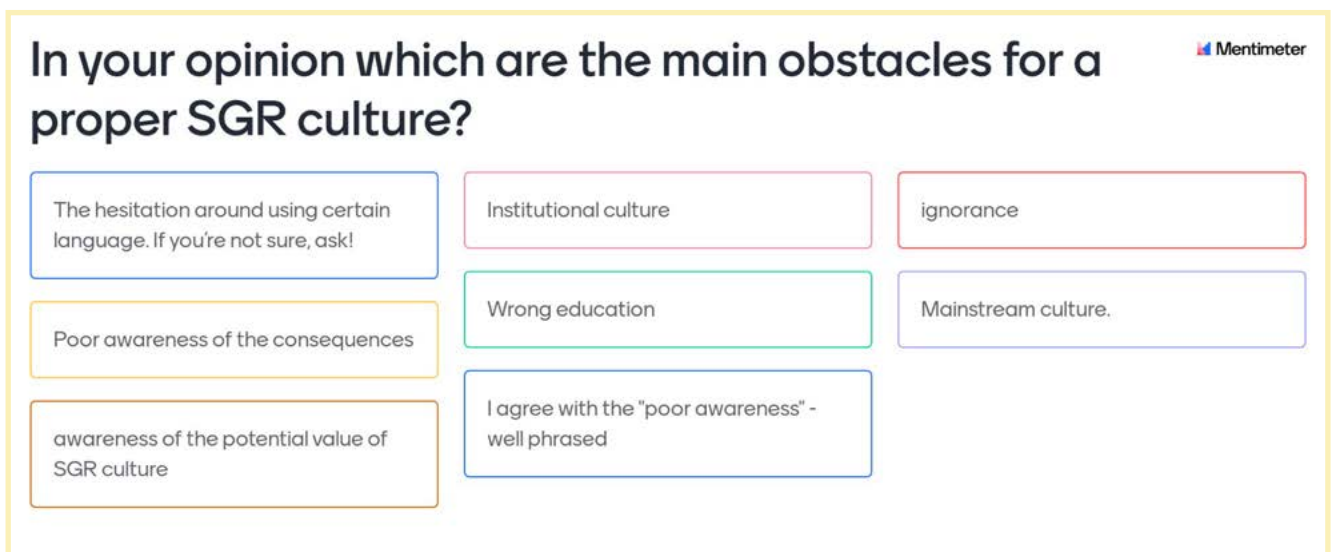 In your opinion which are the main obstacles for a
proper SGR culture?
Mentimeter
The hesitation around using certain
language. If you're not sure, ask!
Poor awareness of the consequences
awareness of the potential value of
SGR culture
Institutional culture
Wrong education
I agree with the "poor awareness" -
well phrased
ignorance
Mainstream culture.